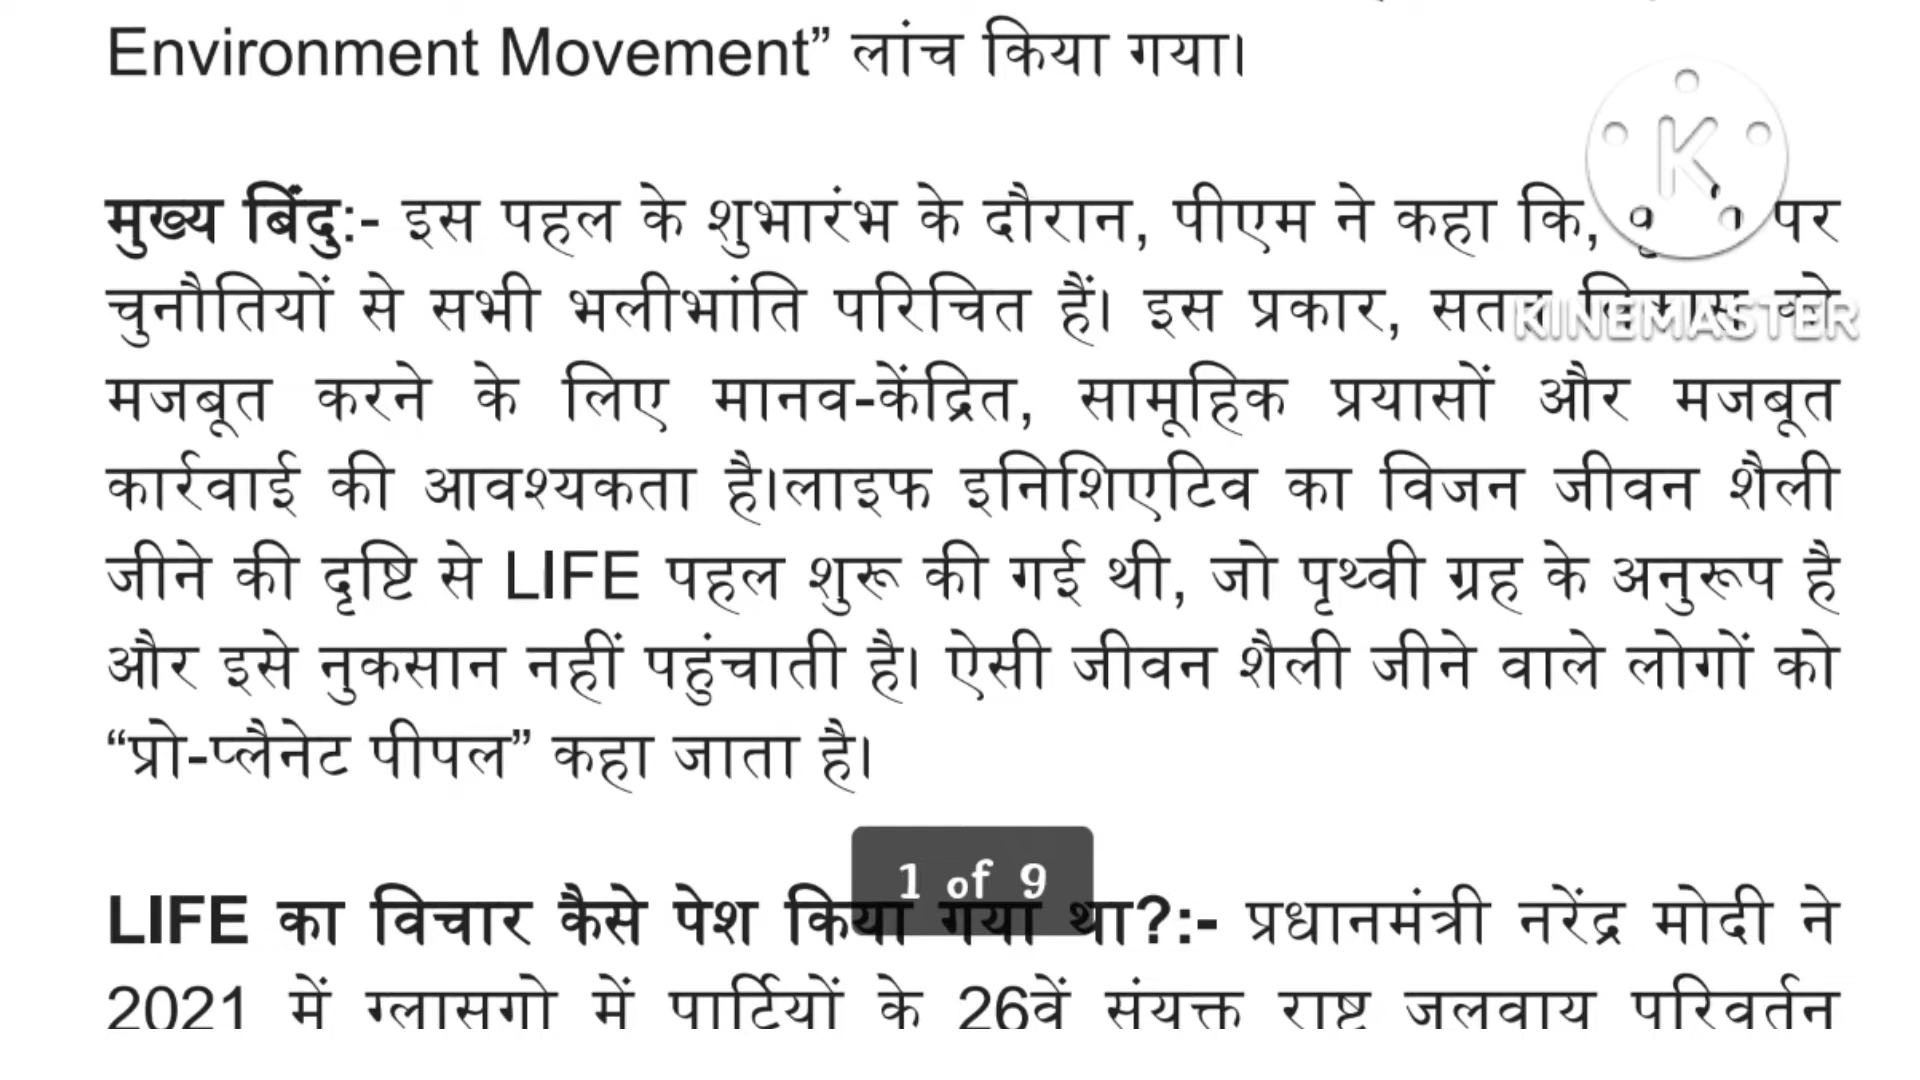 Environment Movement” लांच किया गया।
मुख्य बिंदु:- इस पहल के शुभारंभ के दौरान, पीएम ने कहा कि, पर
चुनौतियों से सभी भलीभांति परिचित हैं। इस प्रकार, सतत विकास को
KINEMASTER
मजबूत करने के लिए मानव-केंद्रित, सामूहिक प्रयासों और मजबूत
कार्रवाई की आवश्यकता है।लाइफ इनिशिएटिव का विजन जीवन शैली
जीने की दृष्टि से LIFE पहल शुरू की गई थी, जो पृथ्वी ग्रह के अनुरूप है
और इसे नुकसान नहीं पहुंचाती है। ऐसी जीवन शैली जीने वाले लोगों को
“प्रो-प्लैनेट पीपल” कहा जाता है।
1 of 9
LIFE का विचार कैसे पेश किया गया था?:- प्रधानमंत्री नरेंद्र मोदी ने
2021 में ग्लासगो में पार्टियों के 26वें संयुक्त राष्ट्र जलवायु परिवर्तन